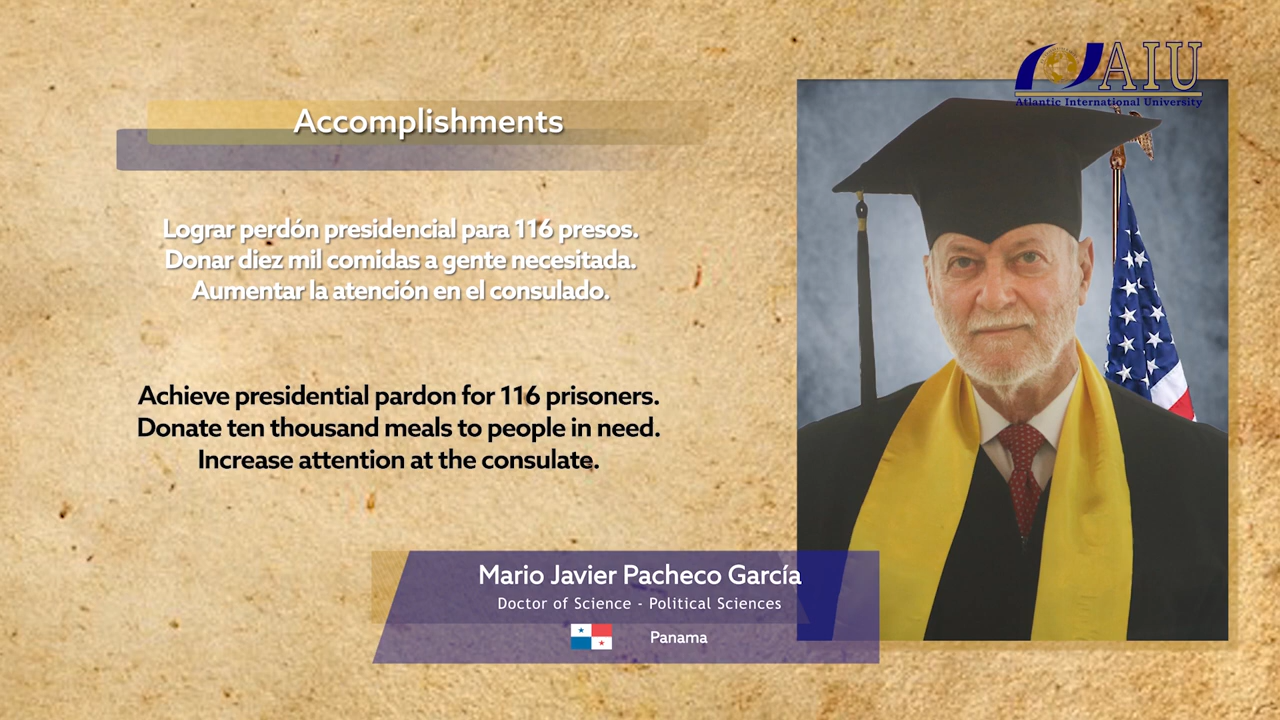 AIU
Atlantic International University
Accomplishments
Lograr perdón presidencial para 116 presos.
Donar diez mil comidas a gente necesitada.
Aumentar la atención en el consulado.
Achieve presidential pardon for 116 prisoners.
Donate ten thousand meals to people in need.
Increase attention at the consulate.
Mario Javier Pacheco García
Doctor of Science - Political Sciences
Panama